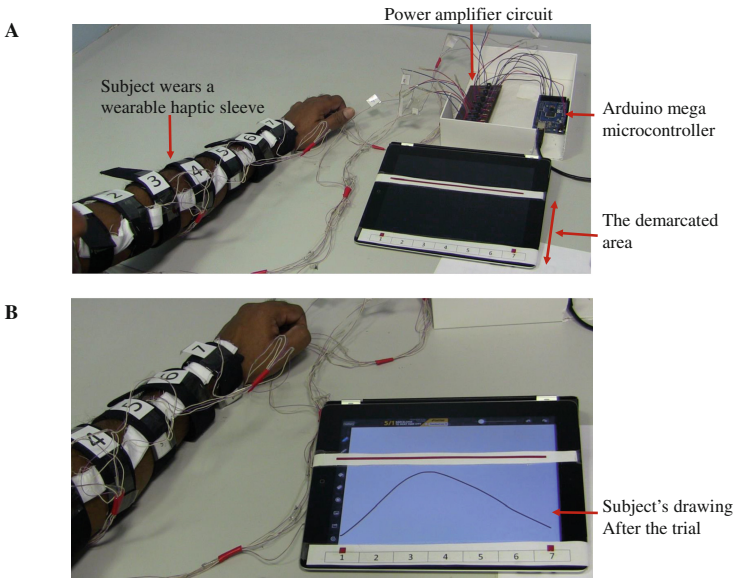 Power amplifier circuit
A
Subject wears a
wearable haptic sleeve
Arduino mega
microcontroller
2 3 4 5 6 7
The demarcated
area
1 2 3 4 5 6 7
B
4 5 6 7
Subject's drawing
After the trial
1 2 3 4 5 6 7